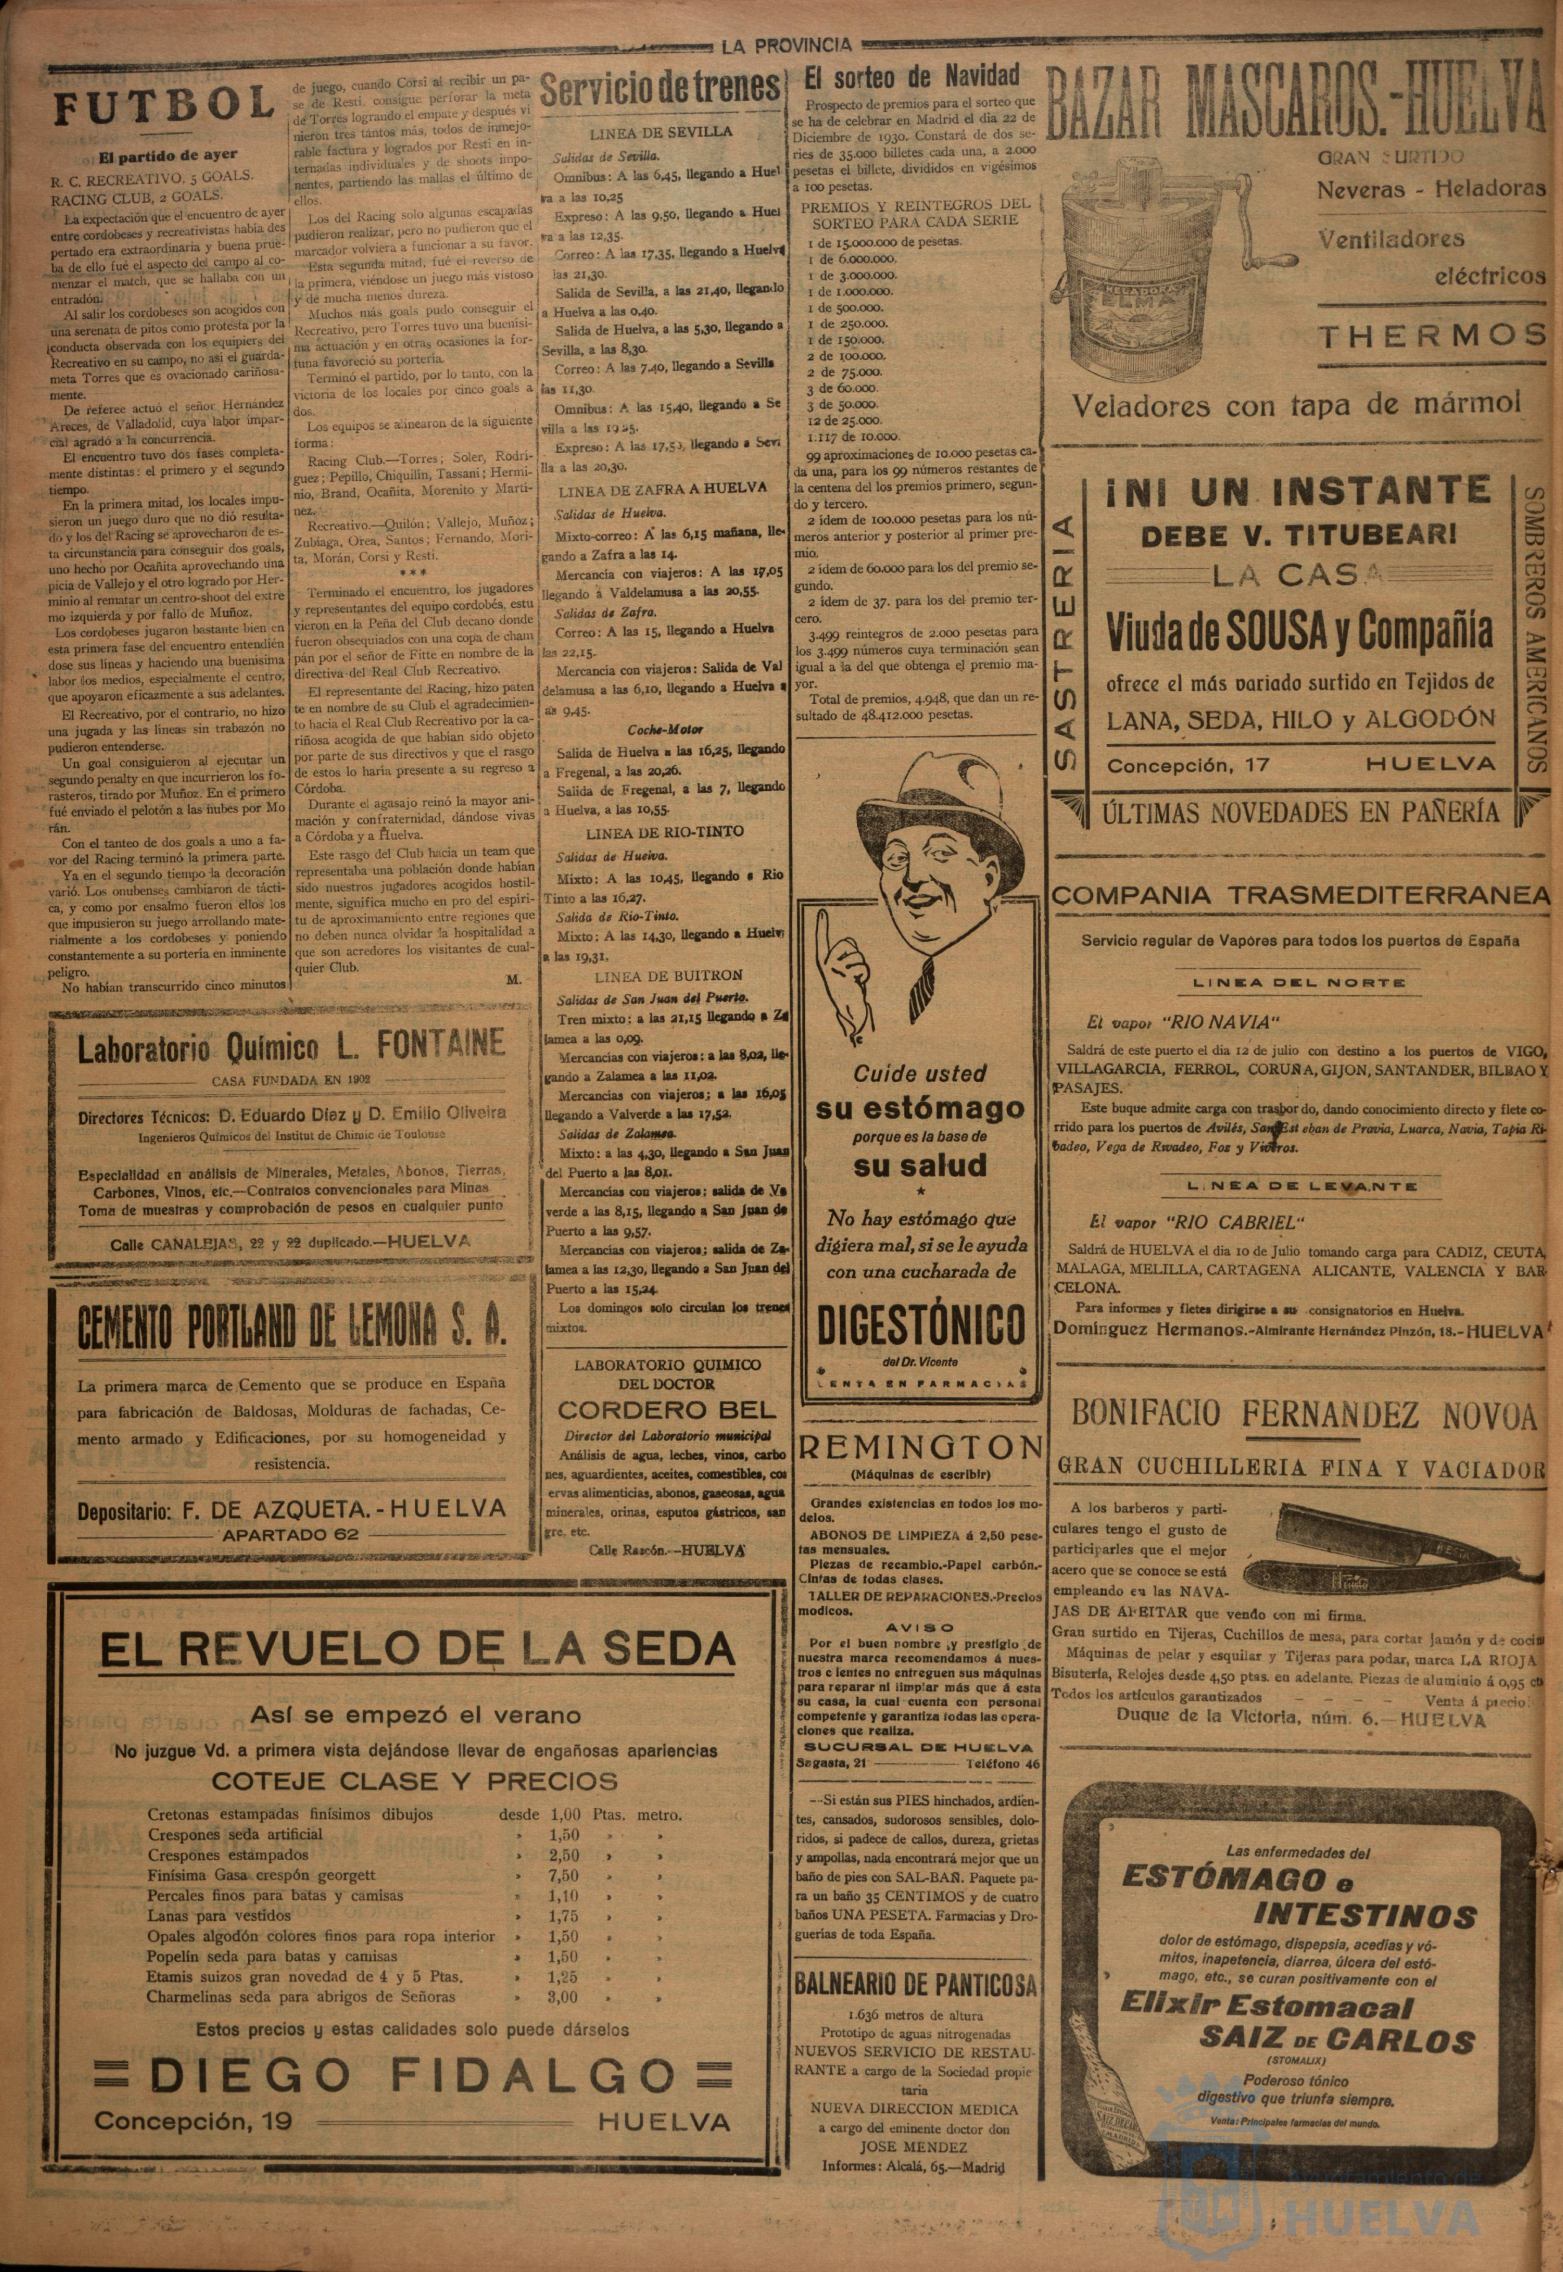 LA PROVINCIA
FUTBOL
El partido de ayer
R. C. RECREATIVO, 5 GOALS.
RACING CLUB, 2 GOALS.
La expectación que el encuentro de ayer
entre cordobeses y recreativistas había des
pertado era extraordinaria y buena prue-
ba de ello fué el aspecto del campo al co-
menzar el match, que se hallaba con un
entradón.
Al salir los cordobeses son acogidos con
una serenata de pitos como protesta por la
conducta observada con los equipiers del
Recreativo en su campo, no asi el guarda-
meta Torres que es ovacionado cariñosa-
mente.
De referee actuó el señor Hernández
Areces, de Valladolid, cuya labor impar-
cial agradó a la concurrencia.
El encuentro tuvo dos fases completa-
mente distintas: el primero y el segundo
tiempo.
En la primera mitad, los locales impu-
sieron un juego duro que no dió resulta-
do y los del Racing se aprovecharon de es-
ta circunstancia para conseguir dos goals,
uno hecho por Ocañita aprovechando una
picia de Vallejo y el otro logrado por Her-
minio al rematar un centro-shoot del extre
mo izquierda y por fallo de Muñoz.
Los cordobeses jugaron bastante bien en
esta primera fase del encuentro entendién
dose sus líneas y haciendo una buenísima
labor los medios, especialmente el centro,
que apoyaron eficazmente a sus adelantes.
El Recreativo, por el contrario, no hizo
una jugada y las líneas sin trabazón no
pudieron entenderse.
Un goal consiguieron al ejecutar un
segundo penalty en que incurrieron los fo-
rasteros, tirado por Muñoz. En el primero
fué enviado el pelotón a las nubes por Mo
rán.
Con el tanteo de dos goals a uno a fa-
vor del Racing terminó la primera parte.
Ya en el segundo tiempo la decoración
varió. Los onubenses cambiaron de tácti-
ca, y como por ensalmo fueron ellos los
que impusieron su juego arrollando mate-
rialmente a los cordobeses y poniendo
constantemente a su portería en inminente
peligro.
No habían transcurrido cinco minutos
de juego, cuando Corsi al recibir un pa-
se de Resti, consigue perforar la meta
de Torres logrando el empate y después vi
nieron tres tantos más, todos de inmejo-
rable factura y logrados por Resti en in-
ternadas individuales y de shoots impo-
nentes, partiendo las mallas el último de
ellos.
Los del Racing solo algunas escapadas
pudieron realizar, pero no pudieron que el
marcador volviera a funcionar a su favor.
Esta segunda mitad, fué el reverso de
la primera, viéndose un juego más vistoso
y de mucha menos dureza.
Muchos más goals pudo conseguir el
Recreativo, pero Torres tuvo una buenísi-
ma actuación y en otras ocasiones la for-
tuna favoreció su portería.
Terminó el partido, por lo tanto, con la
victoria de los locales por cinco goals a
dos.
Los equipos se alinearon de la siguiente
forma:
Racing Club.—Torres; Soler, Rodrí-
guez; Pepillo, Chiquilín, Tassani; Hermi-
nio, Brand, Ocañita, Morenito y Martí-
nez.
Recreativo.—Quilón; Vallejo, Muñoz;
Zubiaga, Orea, Santos; Fernando, Mori-
ta, Morán, Corsi y Resti.
***
Terminado el encuentro, los jugadores
y representantes del equipo cordobés, estu
vieron en la Peña del Club decano donde
fueron obsequiados con una copa de cham
pán por el señor de Fitte en nombre de la
directiva del Real Club Recreativo.
El representante del Racing, hizo paten
te en nombre de su Club el agradecimien-
to hacia el Real Club Recreativo por la ca-
riñosa acogida de que habían sido objeto
por parte de sus directivos y que el rasgo
de estos lo haría presente a su regreso a
Córdoba.
Durante el agasajo reinó la mayor ani-
mación y confraternidad, dándose vivas
a Córdoba y a Huelva.
Este rasgo del Club hacia un team que
representaba una población donde habían
sido nuestros jugadores acogidos hostil-
mente, significa mucho en pro del espíri-
tu de aproximamiento entre regiones que
no deben nunca olvidar la hospitalidad a
que son acredores los visitantes de cual-
quier Club.
M.
Laboratorio Químico L. FONTAINE
CASA FUNDADA EN 1902
Directores Técnicos: D. Eduardo Díaz y D. Emilio Oliveira
Ingenieros Químicos del Institut de Chimic de Toulouse
Especialidad en análisis de Minerales, Metales, Abonos, Tierras,
Carbones, Vinos, etc.—Contratos convencionales para Minas
Toma de muestras y comprobación de pesos en cualquier punto
Calle CANALEJAS, 22 y 22 duplicado.—HUELVA
CEMENTO PORTLAND DE LEMONA S. A.
La primera marca de Cemento que se produce en España
para fabricación de Baldosas, Molduras de fachadas, Ce-
mento armado y Edificaciones, por su homogeneidad y
resistencia.
Depositario: F. DE AZQUETA.-HUELVA
APARTADO 62
Servicio de trenes
LINEA DE SEVILLA
Salidas de Sevilla.
Omnibus: A las 6,45, llegando a Huel
va a las 10,25
Expreso: A las 9,50, llegando a Huel
va a las 12,35.
Correo: A las 17,35, llegando a Huelva
las 21,30.
Salida de Sevilla, a las 21,40, llegando
a Huelva a las 0,40.
Salida de Huelva, a las 5,30, llegando a
Sevilla, a las 8,30.
Correo: A las 7,40, llegando a Sevilla
las 11,30.
Omnibus: A las 15,40, llegando a Se
villa a las 19,25.
Expreso: A las 17,50, llegando a Sevi
lla a las 20,30.
LINEA DE ZAFRA A HUELVA
Salidas de Huelva.
Mixto-correo: A las 6,15 mañana, lle-
gando a Zafra a las 14.
Mercancía con viajeros: A las 17,05
llegando á Valdelamusa a las 20,55.
Salidas de Zafra.
Correo: A las 15, llegando a Huelva
las 22,15.
Mercancía con viajeros: Salida de Val
delamusa a las 6,10, llegando a Huelva a
as 9,45.
Coche-Motor
Salida de Huelva a las 16,25, llegando
a Fregenal, a las 20,26.
Salida de Fregenal, a las 7, llegando
a Huelva, a las 10,55.
LINEA DE RIO-TINTO
Salidas de Huelva.
Mixto: A las 10,45, llegando a Rio
Tinto a las 16,27.
Salida de Rio-Tinto.
Mixto: A las 14,30, llegando a Huelva
a las 19,31.
LINEA DE BUITRON
Salidas de San Juan del Puerto.
Tren mixto: a las 21,15 llegando a Za
lamea a las 0,09.
Mercancías con viajeros: a las 8,02, lle-
gando a Zalamea a las 11,02.
Mercancías con viajeros; a las 16,05
llegando a Valverde a las 17,52.
Salidas de Zalamea.
Mixto: a las 4,30, llegando a San Juan
del Puerto a las 8,01.
Mercancías con viajeros; salida de Va
verde a las 8,15, llegando a San Juan de
Puerto a las 9,57.
Mercancías con viajeros; salida de Za-
lamea a las 12,30, llegando a San Juan del
Puerto a las 15,24.
Los domingos solo circulan los trenes
mixtos.
LABORATORIO QUIMICO
DEL DOCTOR
CORDERO BEL
Director del Laboratorio municipal
Análisis de agua, leches, vinos, carbo
nes, aguardientes, aceites, comestibles, con
ervas alimenticias, abonos, gaseosas, agua
minerales, orinas, esputos gástricos, san
gre, etc.
Calle Rascón.—HUELVA
EL REVUELO DE LA SEDA
Así se empezó el verano
No juzgue Vd. a primera vista dejándose llevar de engañosas apariencias
COTEJE CLASE Y PRECIOS
Cretonas estampadas finísimos dibujos desde 1,00 Ptas. metro.
Crespones seda artificial » 1,50 » »
Crespones estampados » 2,50 » »
Finísima Gasa crespón georgett » 7,50 » »
Percales finos para batas y camisas » 1,10 » »
Lanas para vestidos » 1,75 » »
Opales algodón colores finos para ropa interior » 1,50 » »
Popelín seda para batas y camisas » 1,50 » »
Etamis suizos gran novedad de 4 y 5 Ptas. » 1,25 » »
Charmelinas seda para abrigos de Señoras » 3,00 » »
Estos precios y estas calidades solo puede dárselos
DIEGO FIDALGO
Concepción, 19 HUELVA
El sorteo de Navidad
Prospecto de premios para el sorteo que
se ha de celebrar en Madrid el dia 22 de
Diciembre de 1930. Constará de dos se-
ries de 35.000 billetes cada una, a 2.000
pesetas el billete, divididos en vigésimos
a 100 pesetas.
PREMIOS Y REINTEGROS DEL
SORTEO PARA CADA SERIE
1 de 15.000.000 de pesetas.
1 de 6.000.000.
1 de 3.000.000.
1 de 1.000.000.
1 de 500.000.
1 de 250.000.
1 de 150.000.
2 de 100.000.
2 de 75.000.
3 de 60.000.
3 de 50.000.
12 de 25.000.
1.117 de 10.000.
99 aproximaciones de 10.000 pesetas ca-
da una, para los 99 números restantes de
la centena del los premios primero, segun-
do y tercero.
2 ídem de 100.000 pesetas para los nú-
meros anterior y posterior al primer pre-
mio.
2 ídem de 60.000 para los del premio se-
gundo.
2 ídem de 37. para los del premio ter-
cero.
3.499 reintegros de 2.000 pesetas para
los 3.499 números cuya terminación sean
igual a la del que obtenga el premio ma-
yor.
Total de premios, 4.948, que dan un re-
sultado de 48.412.000 pesetas.
Cuide usted
su estómago
porque es la base de
su salud
*
No hay estómago que
digiera mal, si se le ayuda
con una cucharada de
DIGESTÓNICO
del Dr. Vicente
VENTA EN FARMACIAS
REMINGTON
(Máquinas de escribir)
Grandes existencias en todos los mo-
delos.
ABONOS DE LIMPIEZA á 2,50 pese-
tas mensuales.
Piezas de recambio.-Papel carbón.-
Cintas de todas clases.
TALLER DE REPARACIONES.-Precios
modicos.
AVISO
Por el buen nombre y prestigio de
nuestra marca recomendamos á nues-
tros clientes no entreguen sus máquinas
para reparar ni limpiar más que á esta
su casa, la cual cuenta con personal
competente y garantiza todas las opera-
ciones que realiza.
SUCURSAL DE HUELVA
Sagasta, 21 Teléfono 46
—Si están sus PIES hinchados, ardien-
tes, cansados, sudorosos sensibles, dolo-
ridos, si padece de callos, dureza, grietas
y ampollas, nada encontrará mejor que un
baño de pies con SAL-BAÑ. Paquete pa-
ra un baño 35 CENTIMOS y de cuatro
baños UNA PESETA. Farmacias y Dro-
guerías de toda España.
BALNEARIO DE PANTICOSA
1.636 metros de altura
Prototipo de aguas nitrogenadas
NUEVOS SERVICIO DE RESTAU-
RANTE a cargo de la Sociedad propie
taria
NUEVA DIRECCION MEDICA
a cargo del eminente doctor don
JOSE MENDEZ
Informes: Alcalá, 65.—Madrid
BAZAR MASCAROS.-HUELVA
GRAN SURTIDO
Neveras - Heladoras
Ventiladores
eléctricos
THERMOS
HELADORA
ELMA
Veladores con tapa de mármol
SASTRERIA
¡NI UN INSTANTE
DEBE V. TITUBEAR!
LA CASA
Viuda de SOUSA y Compañía
ofrece el más variado surtido en Tejidos de
LANA, SEDA, HILO y ALGODÓN
Concepción, 17 HUELVA
SOMBREROS AMERICANOS
ÚLTIMAS NOVEDADES EN PAÑERÍA
COMPANIA TRASMEDITERRANEA
Servicio regular de Vapores para todos los puertos de España
LINEA DEL NORTE
El vapor "RIO NAVIA"
Saldrá de este puerto el dia 12 de julio con destino a los puertos de VIGO,
VILLAGARCIA, FERROL, CORUÑA, GIJON, SANTANDER, BILBAO Y
PASAJES.
Este buque admite carga con trasbordo, dando conocimiento directo y flete co-
rrido para los puertos de Avilés, San Esteban de Pravia, Luarca, Navia, Tapia Ri-
badeo, Vega de Rivadeo, Foz y Viveros.
LINEA DE LEVANTE
El vapor "RIO CABRIEL"
Saldrá de HUELVA el dia 10 de Julio tomando carga para CADIZ, CEUTA,
MALAGA, MELILLA, CARTAGENA ALICANTE, VALENCIA Y BAR
CELONA.
Para informes y fletes dirigirse a su consignatorios en Huelva.
Domínguez Hermanos.-Almirante Hernández Pinzón, 18.-HUELVA
BONIFACIO FERNANDEZ NOVOA
GRAN CUCHILLERIA FINA Y VACIADOR
A los barberos y parti-
culares tengo el gusto de
participarles que el mejor
acero que se conoce se está
empleando en las NAVA-
JAS DE AFEITAR que vendo con mi firma.
Gran surtido en Tijeras, Cuchillos de mesa, para cortar jamón y de cocin
Máquinas de pelar y esquilar y Tijeras para podar, marca LA RIOJA
Bisutería, Relojes desde 4,50 ptas. en adelante. Piezas de aluminio á 0,95 ct
Todos los artículos garantizados — — — — Venta á precio
Duque de la Victoria, núm. 6.—HUELVA
Las enfermedades del
ESTÓMAGO e
INTESTINOS
dolor de estómago, dispepsia, acedías y vó-
mitos, inapetencia, diarrea, úlcera del estó-
mago, etc., se curan positivamente con el
Elixir Estomacal
SAIZ DE CARLOS
(STOMALIX)
Poderoso tónico
digestivo que triunfa siempre.
Venta: Principales farmacias del mundo.
Ayuntamiento de
HUELVA